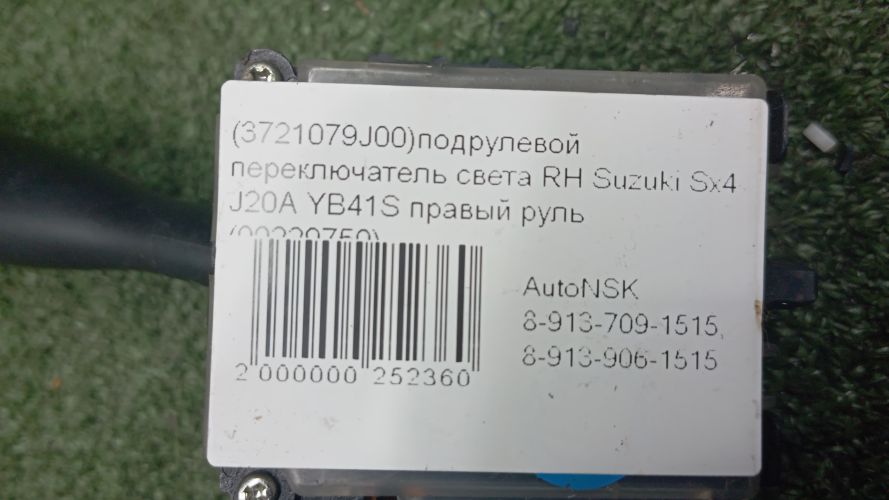 (3721079J00)подрулевой
переключатель света RH Suzuki Sx4
J20A YB41S правый руль
AutoNSK
8-913-709-1515,
8-913-906-1515
2 000000 252360